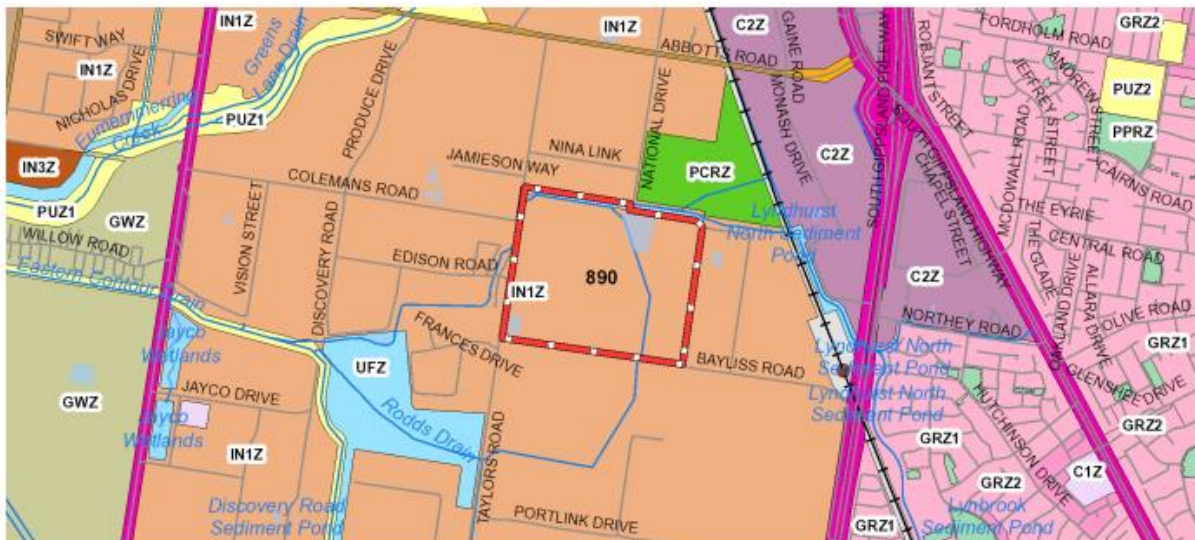 IN1Z
IN1Z
C2Z
GAINE ROAD
SOUTH GIPPSLAND FREEWAY
ROBJANT STREET
FORDHOLM ROAD
GRZ2
SWIFT WAY
IN1Z
NICHOLAS DRIVE
Greens
Lane Drain
ABBOTTS ROAD
MONASH DRIVE
JEFFREY STREET
ANDREW STREET
PUZ2
Eumemmerring
Creek
PUZ1
PRODUCE DRIVE
NATIONAL DRIVE
PPRZ
IN3Z
NINA LINK
C2Z
MCDOWALL ROAD
CAIRNS ROAD
JAMIESON WAY
PCRZ
SOUTH GIPPSLAND HIGHWAY
CHAPEL STREET
COLEMANS ROAD
PUZ1
GWZ
WILLOW ROAD
VISION STREET
DISCOVERY ROAD
THE EYRIE
Lyndhurst
North Sediment
Pond
THE GLADE
CENTRAL ROAD
EDISON ROAD
890
C2Z
ALLARA DRIVE
Eastern Contour Drain
IN1Z
OLIVE ROAD
NORTHEY ROAD
FRANCES DRIVE
GRZ1
Jayco
Wetlands
UFZ
BAYLISS ROAD
Lyndhurst North
Sediment Pond
GLENSHEE DRIVE
GWZ
JAYCO DRIVE
Lyndhurst North
Sediment Pond
HUTCHINSON DRIVE
Jayco
Wetlands
Rodds Drain
GRZ2
GRZ1
IN1Z
TAYLORS ROAD
C1Z
GRZ2
Discovery Road
Sediment Pond
PORTLINK DRIVE
GRZ1
Lynbrook
Sediment Pond